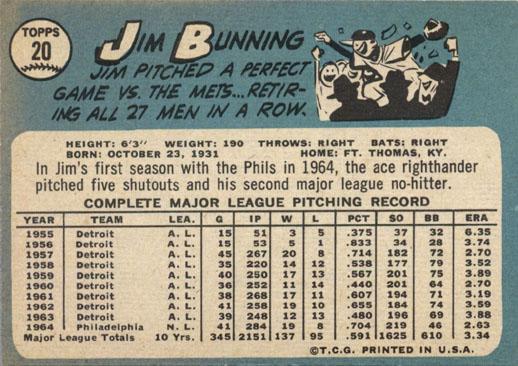 TOPPS
20
JIM BUNNING
JIM PITCHED A PERFECT
GAME VS. THE METS...RETIR-
ING ALL 27 MEN IN A ROW.
HEIGHT: 6'3" WEIGHT: 190 THROWS: RIGHT BATS: RIGHT
BORN: OCTOBER 23, 1931 HOME: FT. THOMAS, KY.
In Jim's first season with the Phils in 1964, the ace righthander
pitched five shutouts and his second major league no-hitter.
COMPLETE MAJOR LEAGUE PITCHING RECORD
YEAR TEAM LEA. G IP W L PCT SO BB ERA
1955 Detroit A. L. 15 51 3 5 .375 37 32 6.35
1956 Detroit A. L. 15 53 5 1 .833 34 28 3.74
1957 Detroit A. L. 45 267 20 8 .714 182 72 2.70
1958 Detroit A. L. 35 220 14 12 .538 177 79 3.52
1959 Detroit A. L. 40 250 17 13 .567 201 75 3.89
1960 Detroit A. L. 36 252 11 14 .440 201 64 2.70
1961 Detroit A. L. 38 268 17 11 .607 194 71 3.19
1962 Detroit A. L. 41 258 19 10 .655 184 74 3.59
1963 Detroit A. L. 39 248 12 13 .480 196 69 3.88
1964 Philadelphia N. L. 41 284 19 8 .704 219 46 2.63
Major League Totals 10 Yrs. 345 2151 137 95 .591 1625 610 3.34
©T.C.G. PRINTED IN U.S.A.